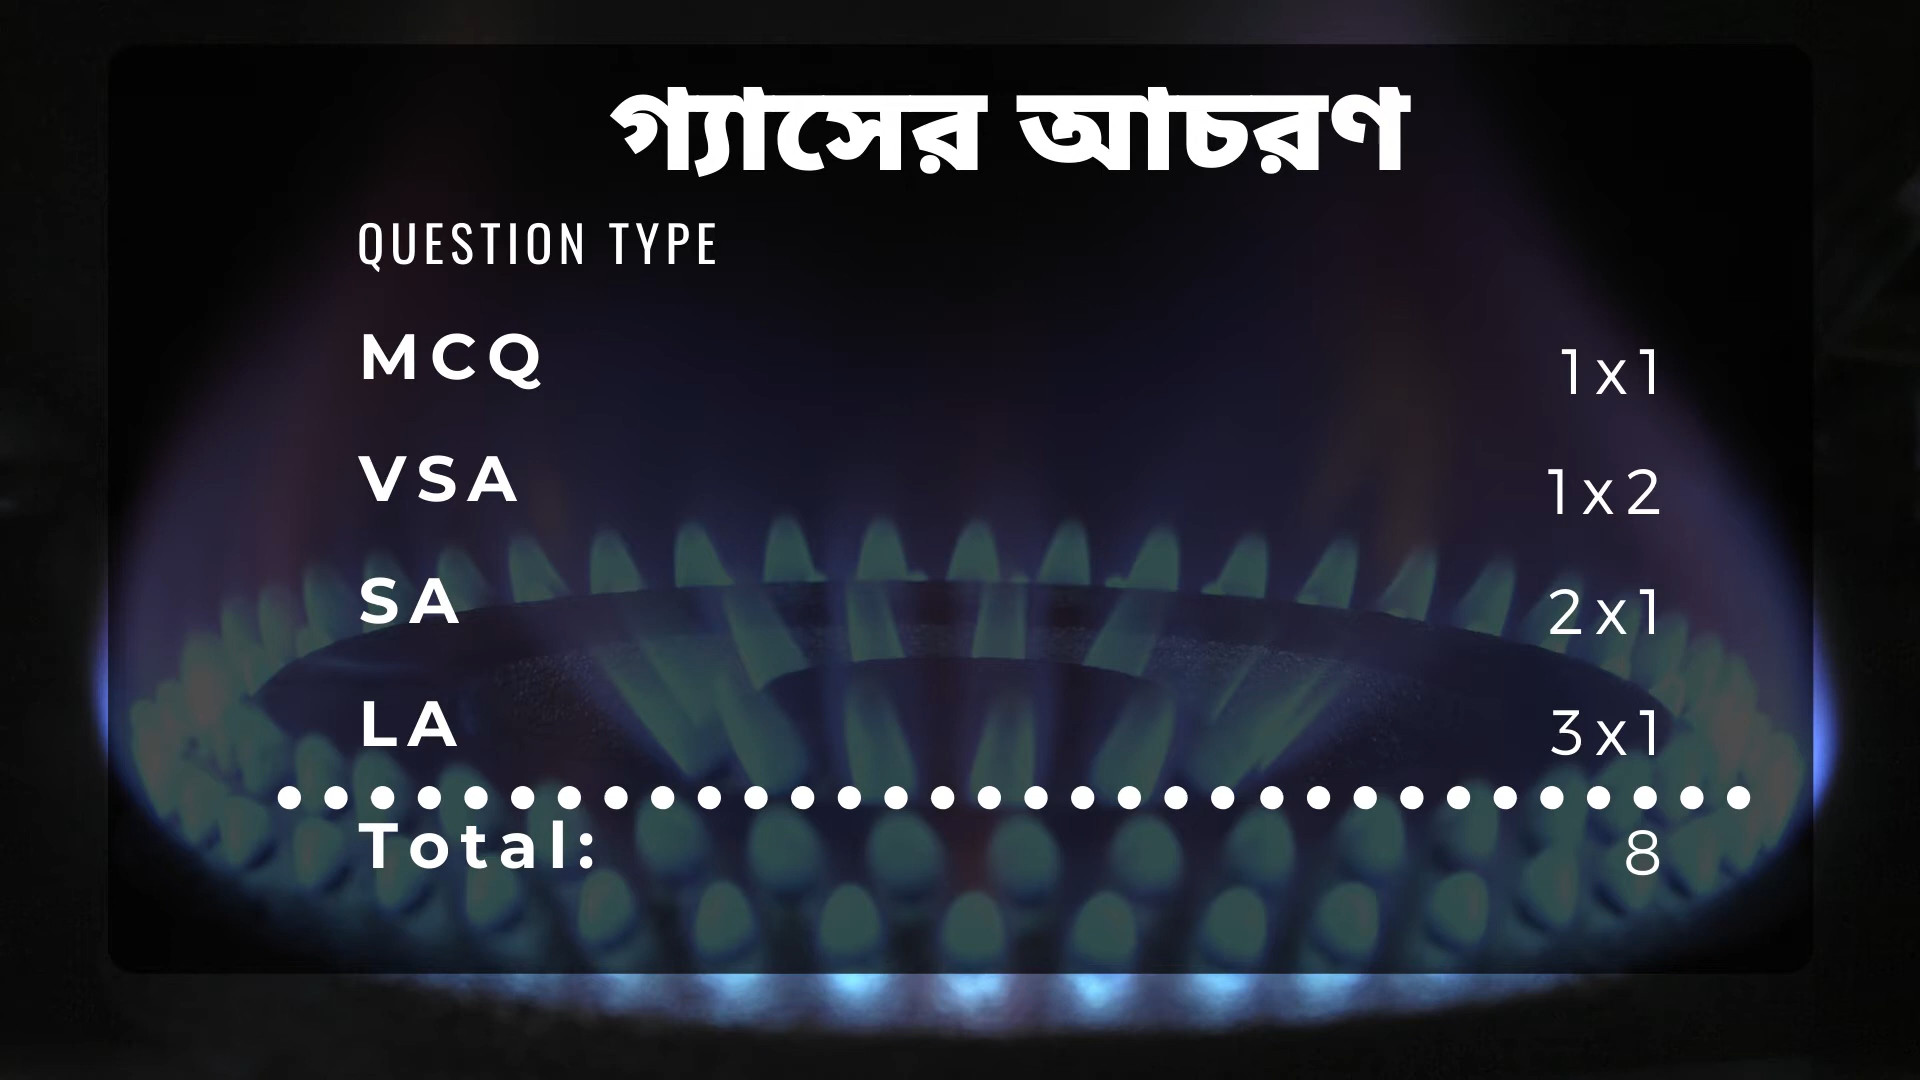 গ্যাসের আচরণ
QUESTION TYPE
MCQ 1x1
VSA 1x2
SA 2x1
LA 3x1
Total: 8